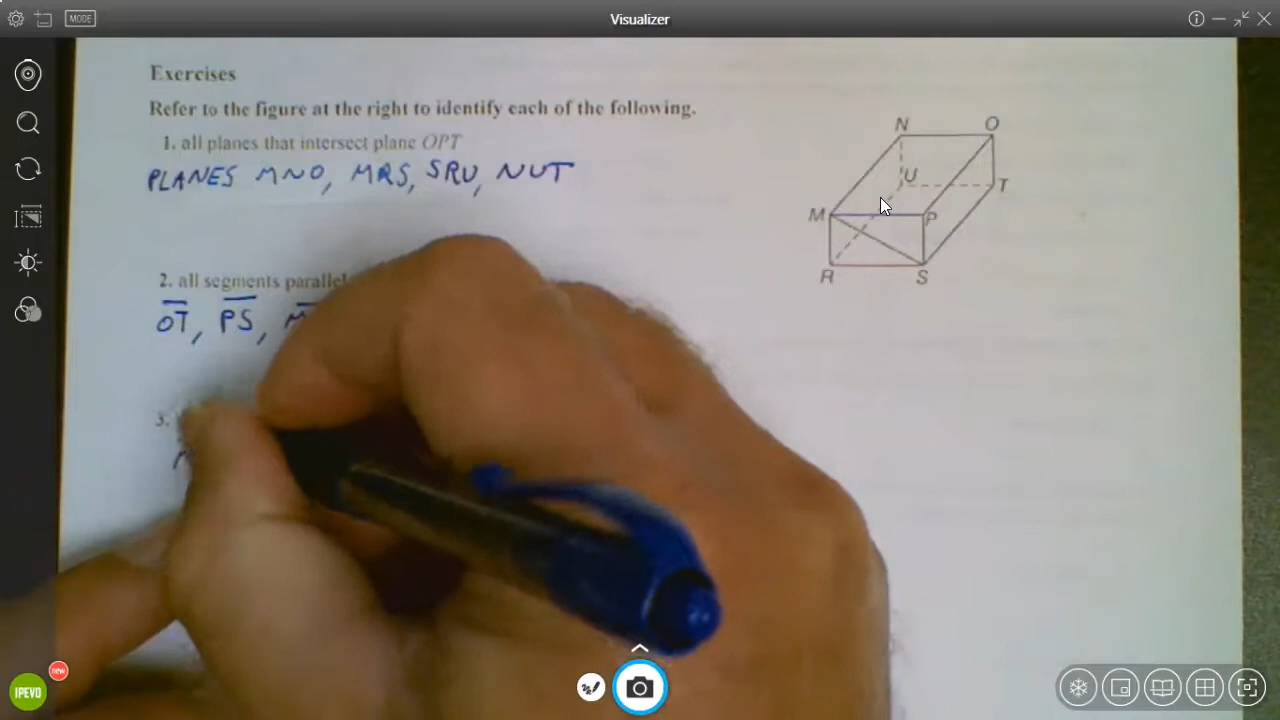 MODE
Visualizer
Exercises
Refer to the figure at the right to identify each of the following.
1. all planes that intersect plane OPT
PLANES MNO, MRS, SRU, NUT
N O
U T
M P
R S
2. all segments parallel
OT, PS,
3.
new
IPEVO